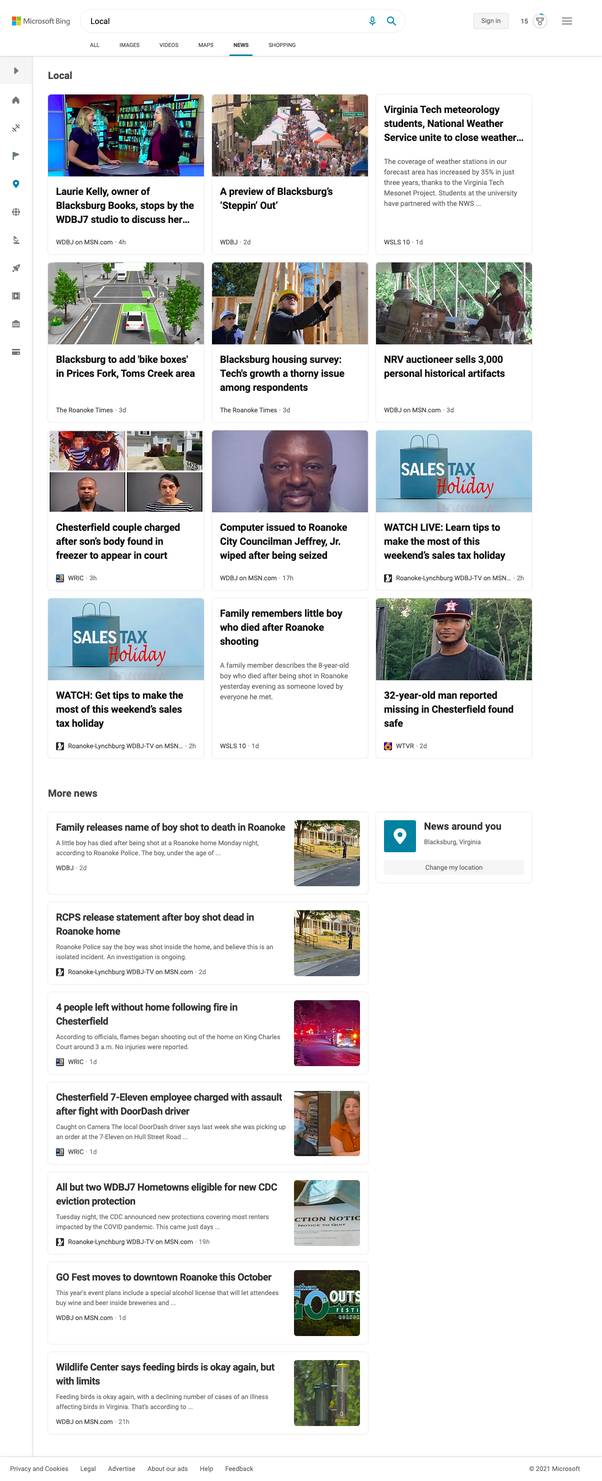 Microsoft Bing
Local
Sign in
15
ALL
IMAGES
VIDEOS
MAPS
NEWS
SHOPPING
Local
Laurie Kelly, owner of
Blacksburg Books, stops by the
WDBJ7 studio to discuss her...
WDBJ on MSN.com · 4h
A preview of Blacksburg's
'Steppin' Out'
WDBJ · 2d
Virginia Tech meteorology
students, National Weather
Service unite to close weather...
The coverage of weather stations in our
forecast area has increased by 35% in just
three years, thanks to the Virginia Tech
Mesonet Project. Students at the university
have partnered with the NWS ...
WSLS 10 · 1d
Blacksburg to add 'bike boxes'
in Prices Fork, Toms Creek area
The Roanoke Times · 3d
Blacksburg housing survey:
Tech's growth a thorny issue
among respondents
The Roanoke Times · 3d
NRV auctioneer sells 3,000
personal historical artifacts
WDBJ on MSN.com · 3d
Chesterfield couple charged
after son's body found in
freezer to appear in court
WRIC · 3h
Computer issued to Roanoke
City Councilman Jeffrey, Jr.
wiped after being seized
WDBJ on MSN.com · 17h
SALES TAX
Holiday
WATCH LIVE: Learn tips to
make the most of this
weekend's sales tax holiday
Roanoke-Lynchburg WDBJ-TV on MSN... · 2h
SALES TAX
Holiday
WATCH: Get tips to make the
most of this weekend's sales
tax holiday
Roanoke-Lynchburg WDBJ-TV on MSN... · 2h
Family remembers little boy
who died after Roanoke
shooting
A family member describes the 8-year-old
boy who died after being shot in Roanoke
yesterday evening as someone loved by
everyone he met.
WSLS 10 · 1d
32-year-old man reported
missing in Chesterfield found
safe
WTVR · 2d
More news
Family releases name of boy shot to death in Roanoke
A little boy has died after being shot at a Roanoke home Monday night,
according to Roanoke Police. The boy, under the age of ...
WDBJ · 2d
News around you
Blacksburg, Virginia
Change my location
RCPS release statement after boy shot dead in
Roanoke home
Roanoke Police say the boy was shot inside the home, and believe this is an
isolated incident. An investigation is ongoing.
Roanoke-Lynchburg WDBJ-TV on MSN.com · 2d
4 people left without home following fire in
Chesterfield
According to officials, flames began shooting out of the home on King Charles
Court around 3 a.m. No injuries were reported.
WRIC · 1d
Chesterfield 7-Eleven employee charged with assault
after fight with DoorDash driver
Caught on Camera The local DoorDash driver says last week she was picking up
an order at the 7-Eleven on Hull Street Road ...
WRIC · 1d
All but two WDBJ7 Hometowns eligible for new CDC
eviction protection
Tuesday night, the CDC announced new protections covering most renters
impacted by the COVID pandemic. This came just days ...
Roanoke-Lynchburg WDBJ-TV on MSN.com · 19h
CTION NOTIC
NOTICE TO QUIT
GO Fest moves to downtown Roanoke this October
This year's event plans include a special alcohol license that will let attendees
buy wine and beer inside breweries and ...
WDBJ on MSN.com · 1d
GO OUTS
FESTI
Wildlife Center says feeding birds is okay again, but
with limits
Feeding birds is okay again, with a declining number of cases of an illness
affecting birds in Virginia. That's according to ...
WDBJ on MSN.com · 21h
Privacy and Cookies
Legal
Advertise
About our ads
Help
Feedback
© 2021 Microsoft